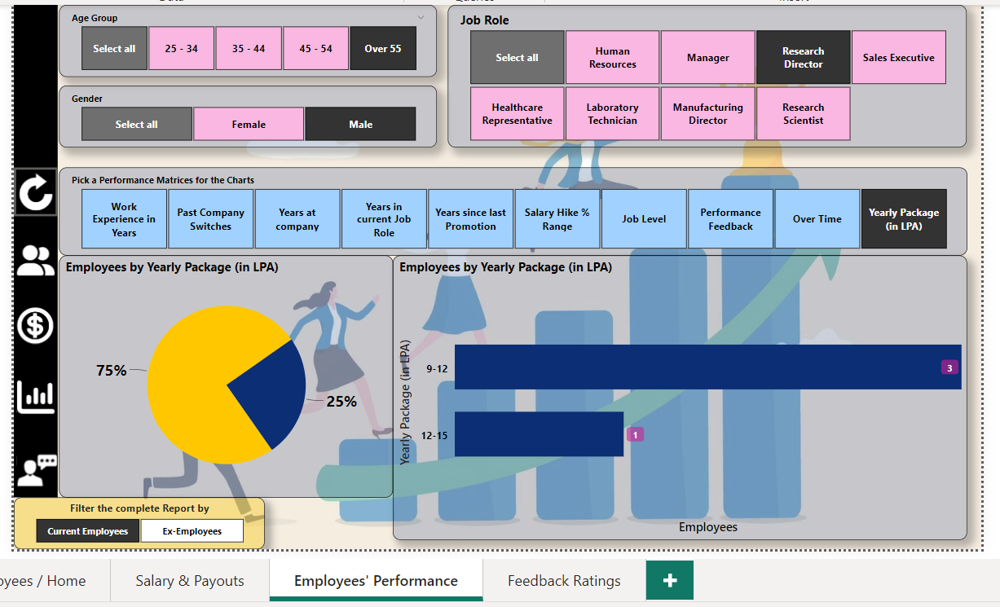 Age Group
Select all
25 - 34
35 - 44
45 - 54
Over 55
Gender
Select all
Female
Male
Job Role
Select all
Human
Resources
Manager
Research
Director
Sales Executive
Healthcare
Representative
Laboratory
Technician
Manufacturing
Director
Research
Scientist
Pick a Performance Matrices for the Charts
Work
Experience in
Years
Past Company
Switches
Years at
company
Years in
current Job
Role
Years since last
Promotion
Salary Hike %
Range
Job Level
Performance
Feedback
Over Time
Yearly Package
(in LPA)
Employees by Yearly Package (in LPA)
75%
25%
Employees by Yearly Package (in LPA)
Yearly Package (in LPA)
9-12
3
12-15
1
Employees
Filter the complete Report by
Current Employees
Ex-Employees
oyees / Home
Salary & Payouts
Employees' Performance
Feedback Ratings